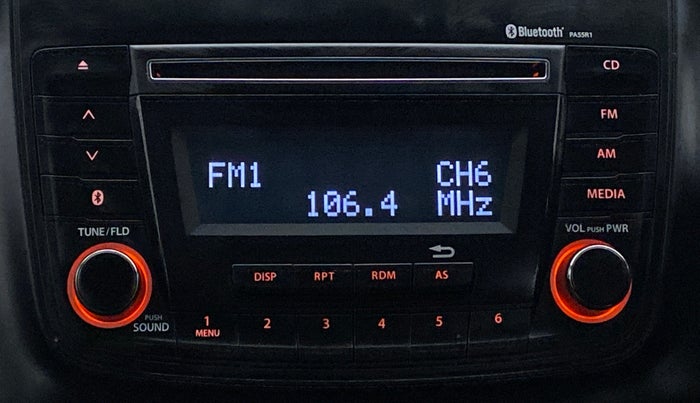 Bluetooth® PA55R1
CD
FM
AM
MEDIA
FM1 CH6
106.4 MHz
TUNE/FLD
VOL PUSH PWR
DISP RPT RDM AS
PUSH
SOUND
1 2 3 4 5 6
MENU